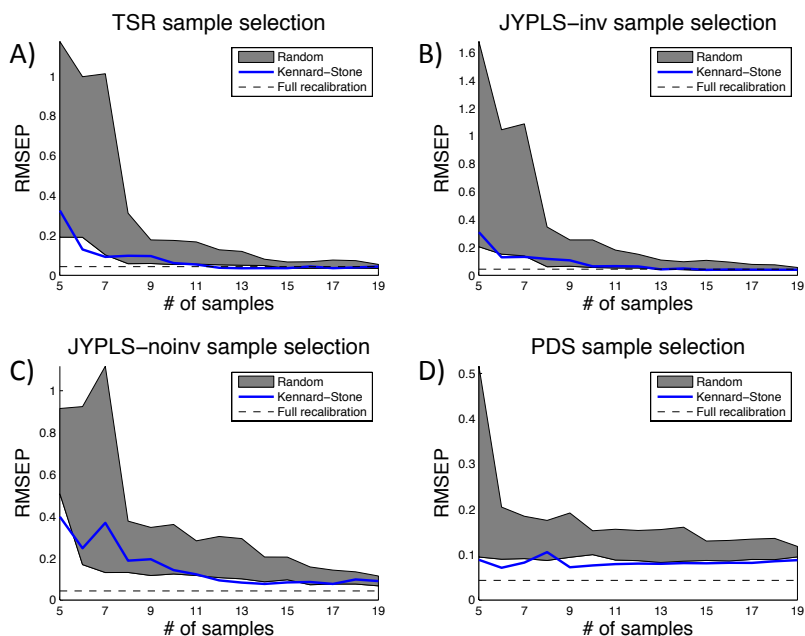 A)
TSR sample selection
Random
Kennard-Stone
Full recalibration
RMSEP
1
0.8
0.6
0.4
0.2
0
5 7 9 11 13 15 17 19
# of samples
B)
JYPLS-inv sample selection
Random
Kennard-Stone
Full recalibration
RMSEP
1.6
1.4
1.2
1
0.8
0.6
0.4
0.2
0
5 7 9 11 13 15 17 19
# of samples
C)
JYPLS-noinv sample selection
Random
Kennard-Stone
Full recalibration
RMSEP
1
0.8
0.6
0.4
0.2
0
5 7 9 11 13 15 17 19
# of samples
D)
PDS sample selection
Random
Kennard-Stone
Full recalibration
RMSEP
0.5
0.4
0.3
0.2
0.1
0
5 7 9 11 13 15 17 19
# of samples